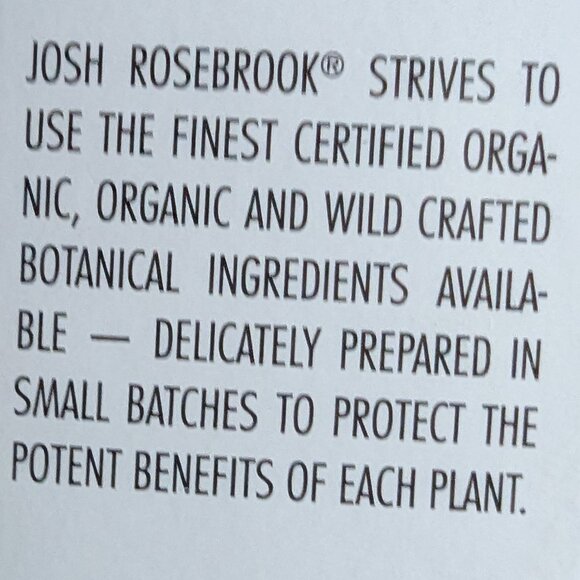 JOSH ROSEBROOK® STRIVES TO
USE THE FINEST CERTIFIED ORGA-
NIC, ORGANIC AND WILD CRAFTED
BOTANICAL INGREDIENTS AVAILA-
BLE — DELICATELY PREPARED IN
SMALL BATCHES TO PROTECT THE
POTENT BENEFITS OF EACH PLANT.